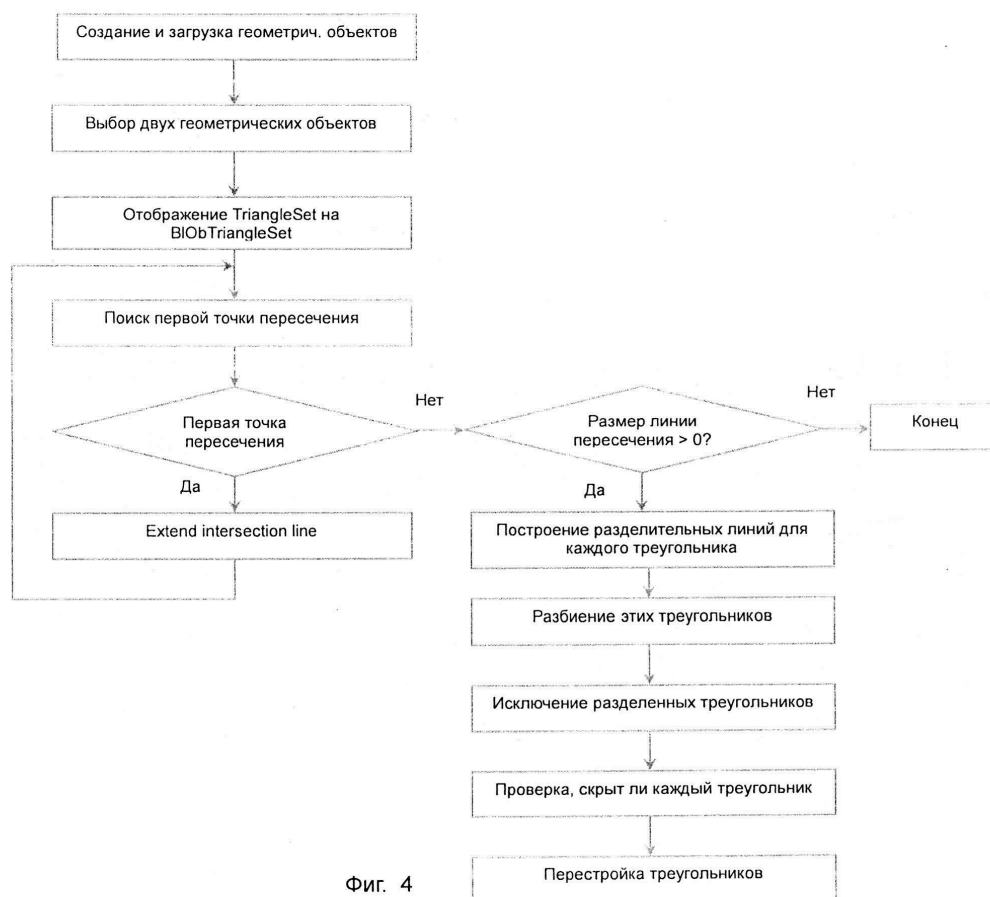 Создание и загрузка геометрич. объектов
Выбор двух геометрических объектов
Отображение TriangleSet на
BlObTriangleSet
Поиск первой точки пересечения
Первая точка
пересечения
Нет
Да
Extend intersection line
Размер линии
пересечения > 0?
Нет
Конец
Да
Построение разделительных линий для
каждого треугольника
Разбиение этих треугольников
Исключение разделенных треугольников
Проверка, скрыт ли каждый треугольник
Перестройка треугольников
Фиг. 4